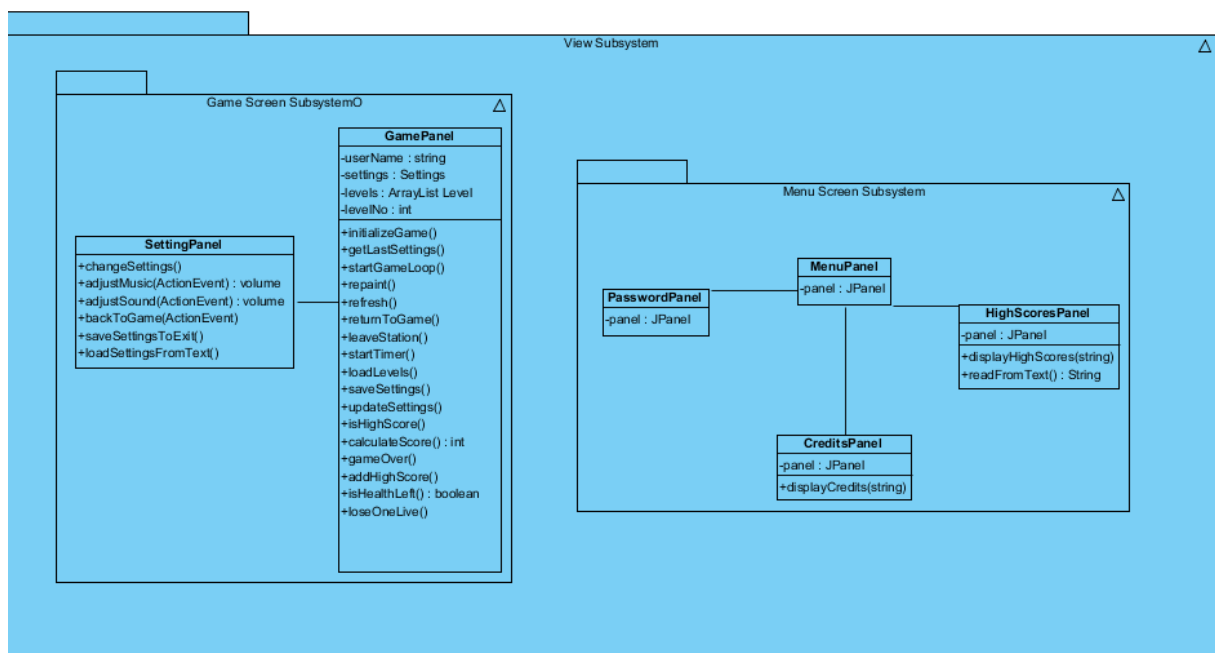 View Subsystem
Game Screen SubsystemO
GamePanel
-userName : string
-settings : Settings
-levels : ArrayList Level
-levelNo : int
+initializeGame()
+getLastSettings()
+startGameLoop()
+repaint()
+refresh()
+returnToGame()
+leaveStation()
+startTimer()
+loadLevels()
+saveSettings()
+updateSettings()
+isHighScore()
+calculateScore() : int
+gameOver()
+addHighScore()
+isHealthLeft() : boolean
+loseOneLive()
SettingPanel
+changeSettings()
+adjustMusic(ActionEvent) : volume
+adjustSound(ActionEvent) : volume
+backToGame(ActionEvent)
+saveSettingsToExit()
+loadSettingsFromText()
Menu Screen Subsystem
MenuPanel
-panel : JPanel
PasswordPanel
-panel : JPanel
HighScoresPanel
-panel : JPanel
+displayHighScores(string)
+readFromText() : String
CreditsPanel
-panel : JPanel
+displayCredits(string)